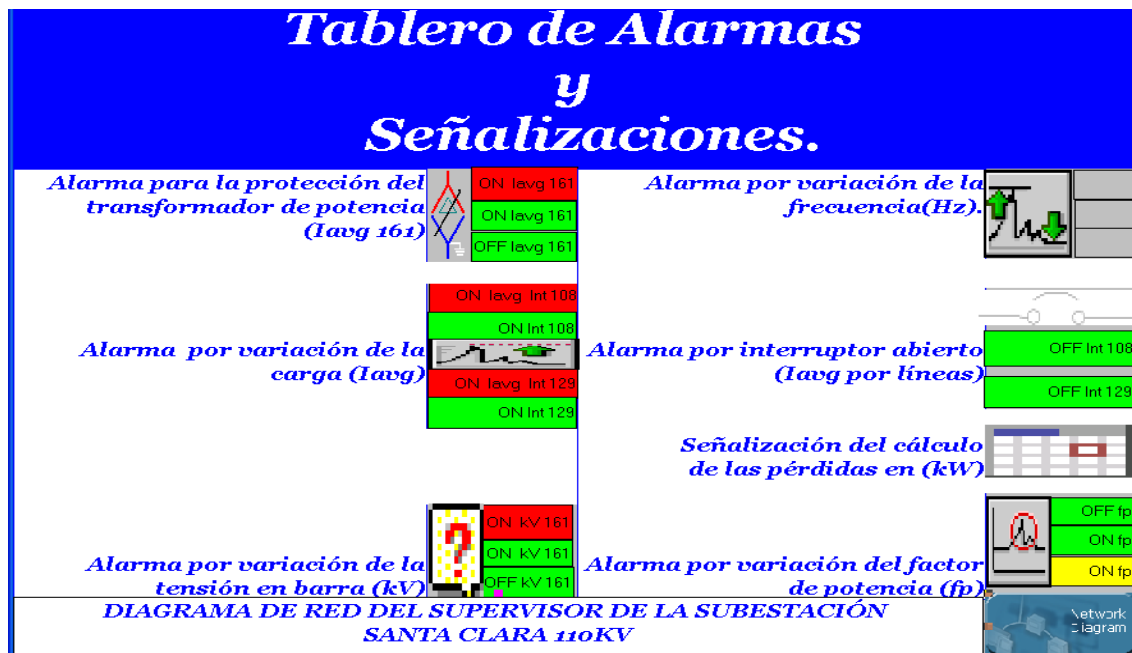 Tablero de Alarmas
y
Señalizaciones.
Alarma para la protección del
transformador de potencia
(Iavg 161)
ON Iavg 161
ON Iavg 161
OFF Iavg 161
Alarma por variación de la
frecuencia(Hz).
ON Iavg Int 108
ON Int 108
Alarma por variación de la
carga (Iavg)
ON Iavg Int 129
ON Int 129
Alarma por interruptor abierto
(Iavg por líneas)
OFF Int 108
OFF Int 129
Señalización del cálculo
de las pérdidas en (kW)
Alarma por variación de la
tensión en barra (kV)
?
ON kV 161
ON kV 161
OFF kV 161
Alarma por variación del factor
de potencia (fp)
OFF fp
ON fp
ON fp
DIAGRAMA DE RED DEL SUPERVISOR DE LA SUBESTACIÓN
SANTA CLARA 110KV
Network
Diagram